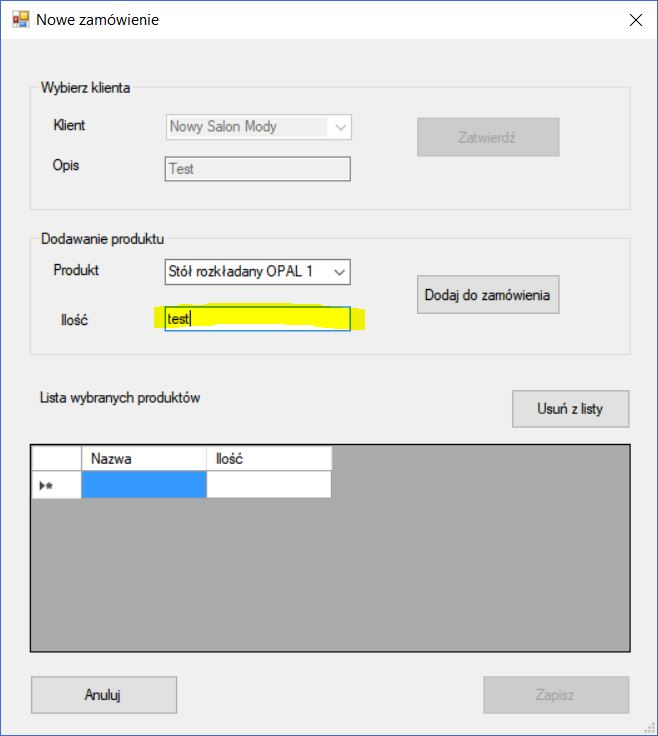 Nowe zamówienie
Wybierz klienta
Klient Nowy Salon Mody Zatwierdź
Opis Test
Dodawanie produktu
Produkt Stół rozkładany OPAL 1
Dodaj do zamówienia
Ilość test
Lista wybranych produktów
Usuń z listy
Nazwa Ilość
Anuluj Zapisz